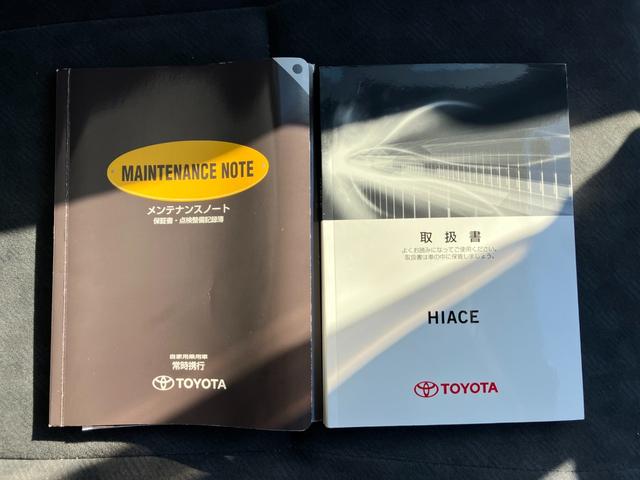 MAINTENANCE NOTE
メンテナンスノート
保証書・点検整備記録簿
自家用乗用車
常時携行
TOYOTA
取扱書
よくお読みになってご使用ください。
取扱書は車の中に保管しましょう。
HIACE
TOYOTA